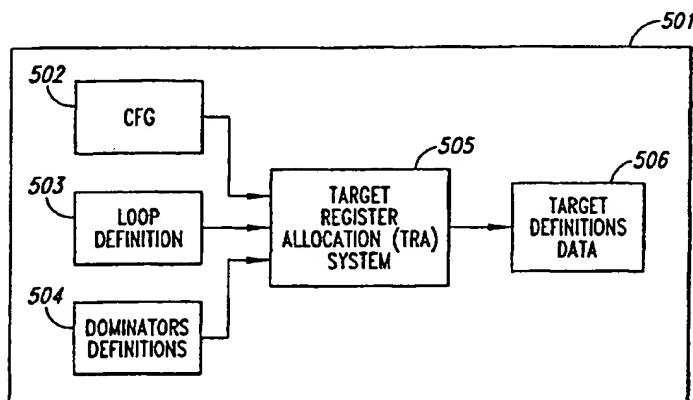 501
502
CFG
503
LOOP
DEFINITION
504
DOMINATORS
DEFINITIONS
505
TARGET
REGISTER
ALLOCATION (TRA)
SYSTEM
506
TARGET
DEFINITIONS
DATA